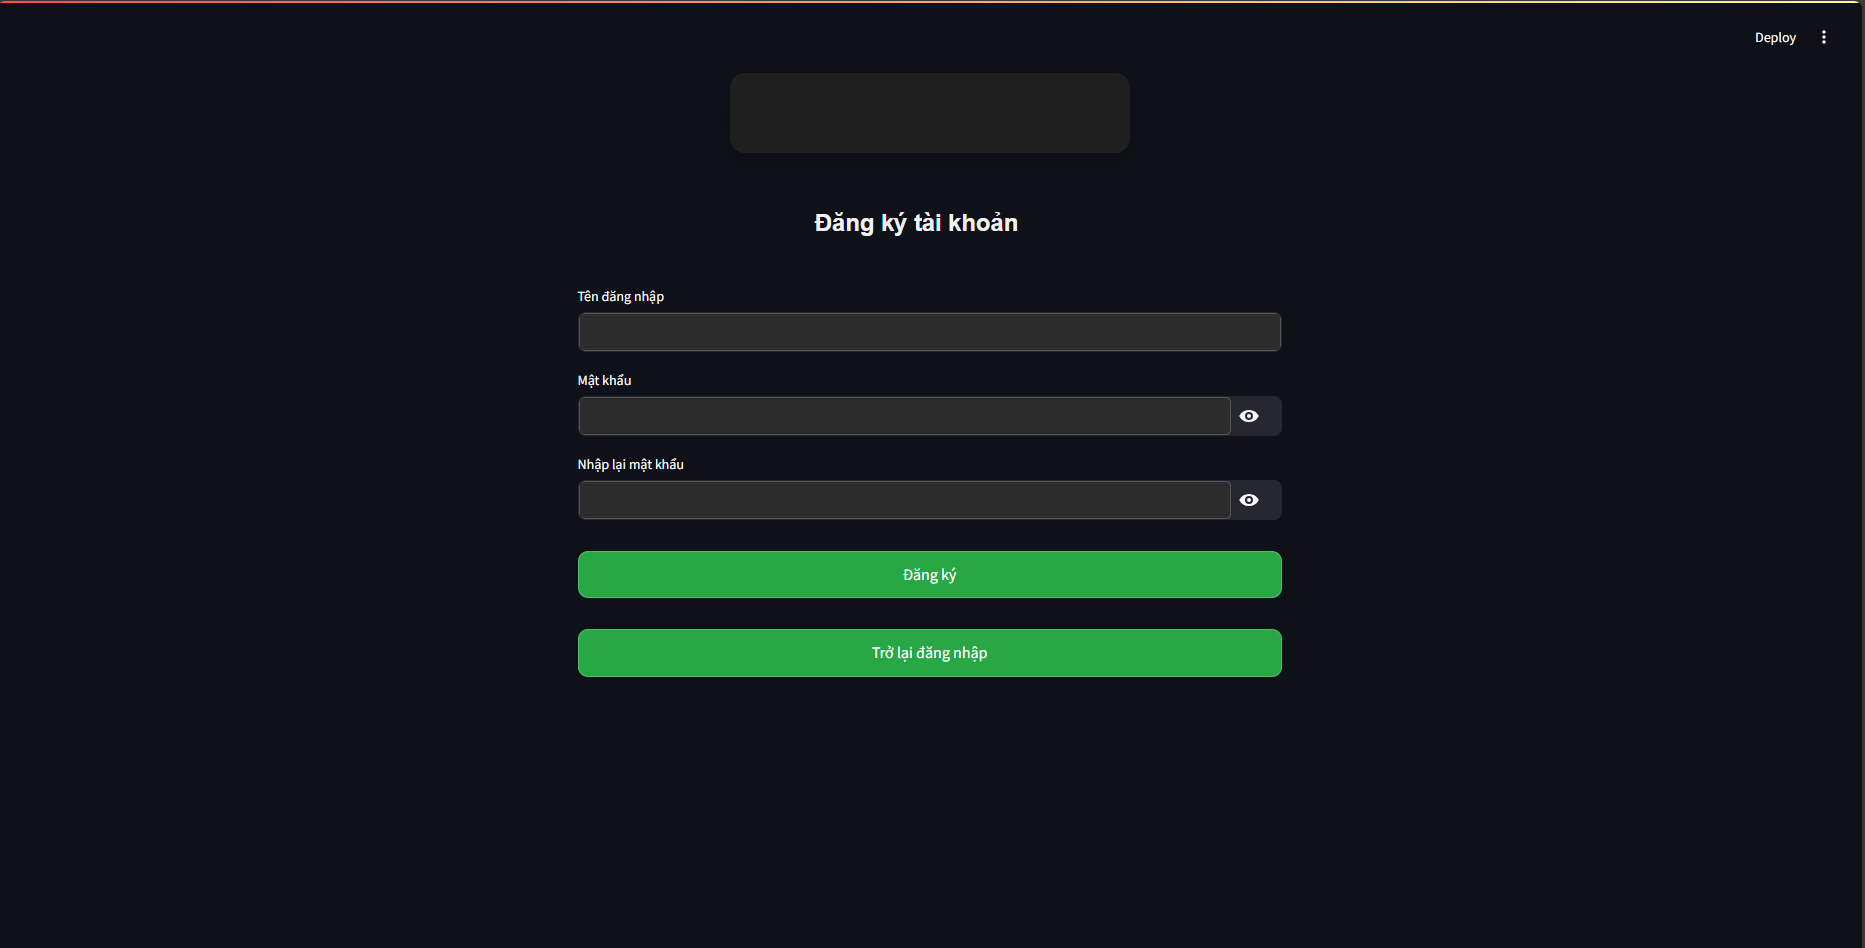 Deploy
Đăng ký tài khoản
Tên đăng nhập
Mật khẩu
Nhập lại mật khẩu
Đăng ký
Trở lại đăng nhập